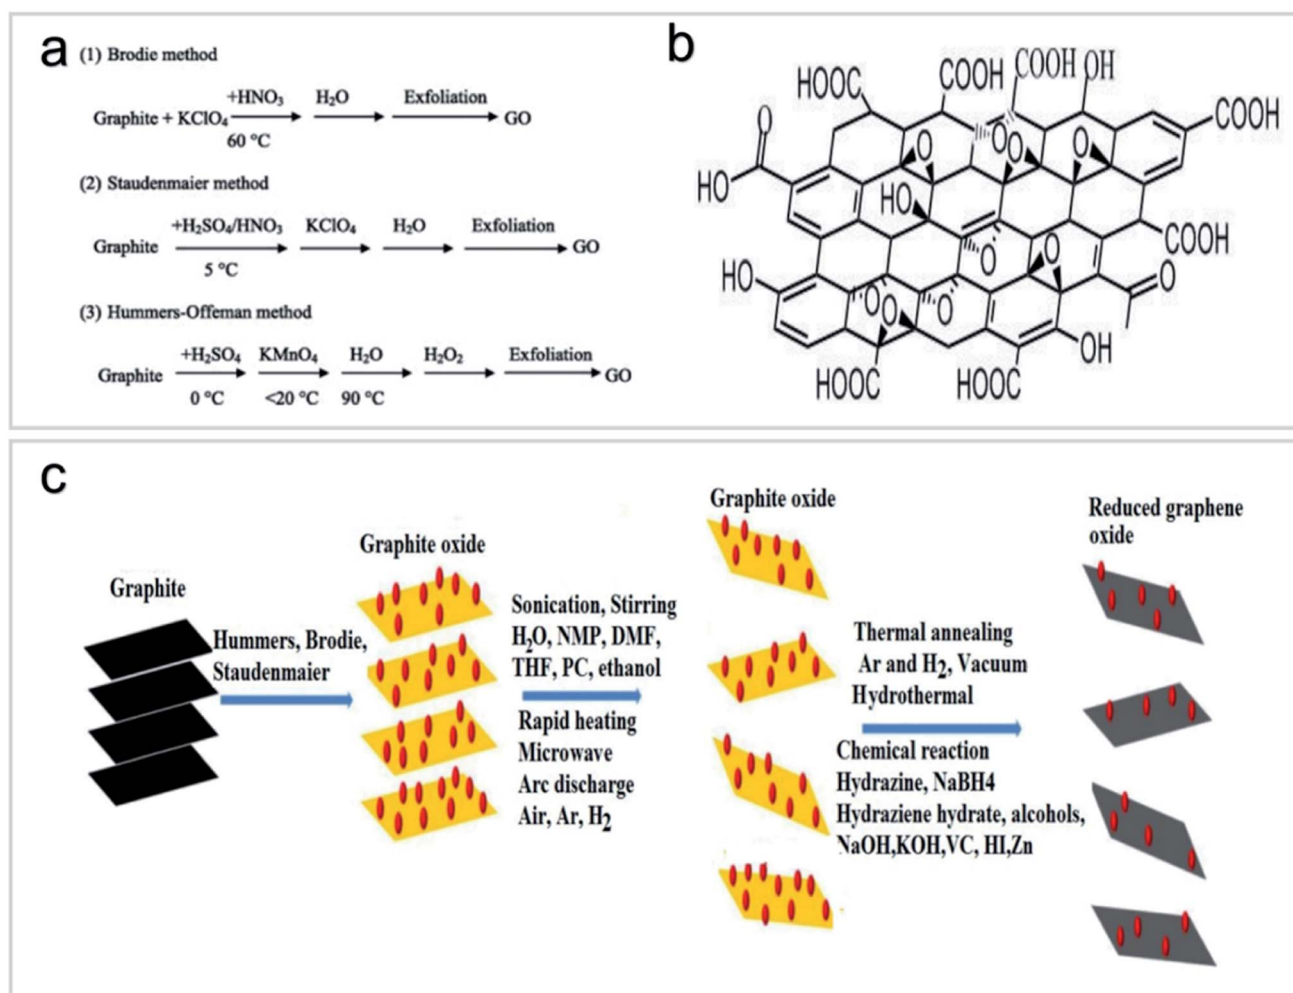 a
(1) Brodie method
+HNO₃ H₂O Exfoliation
Graphite + KClO₄ GO
60 °C
(2) Staudenmaier method
+H₂SO₄/HNO₃ KClO₄ H₂O Exfoliation
Graphite GO
5 °C
(3) Hummers-Offeman method
+H₂SO₄ KMnO₄ H₂O H₂O₂ Exfoliation
Graphite GO
0 °C <20 °C 90 °C
b
HOOC COOH COOH OH
COOH
O
O O O O
HO
HO
COOH
O O
O
HO
O O O
OH
HOOC HOOC
c
Graphite
Hummers, Brodie,
Staudenmaier
Graphite oxide
Sonication, Stirring
H₂O, NMP, DMF,
THF, PC, ethanol
Rapid heating
Microwave
Arc discharge
Air, Ar, H₂
Graphite oxide
Thermal annealing
Ar and H₂, Vacuum
Hydrothermal
Chemical reaction
Hydrazine, NaBH4
Hydraziene hydrate, alcohols,
NaOH,KOH,VC, HI,Zn
Reduced graphene
oxide